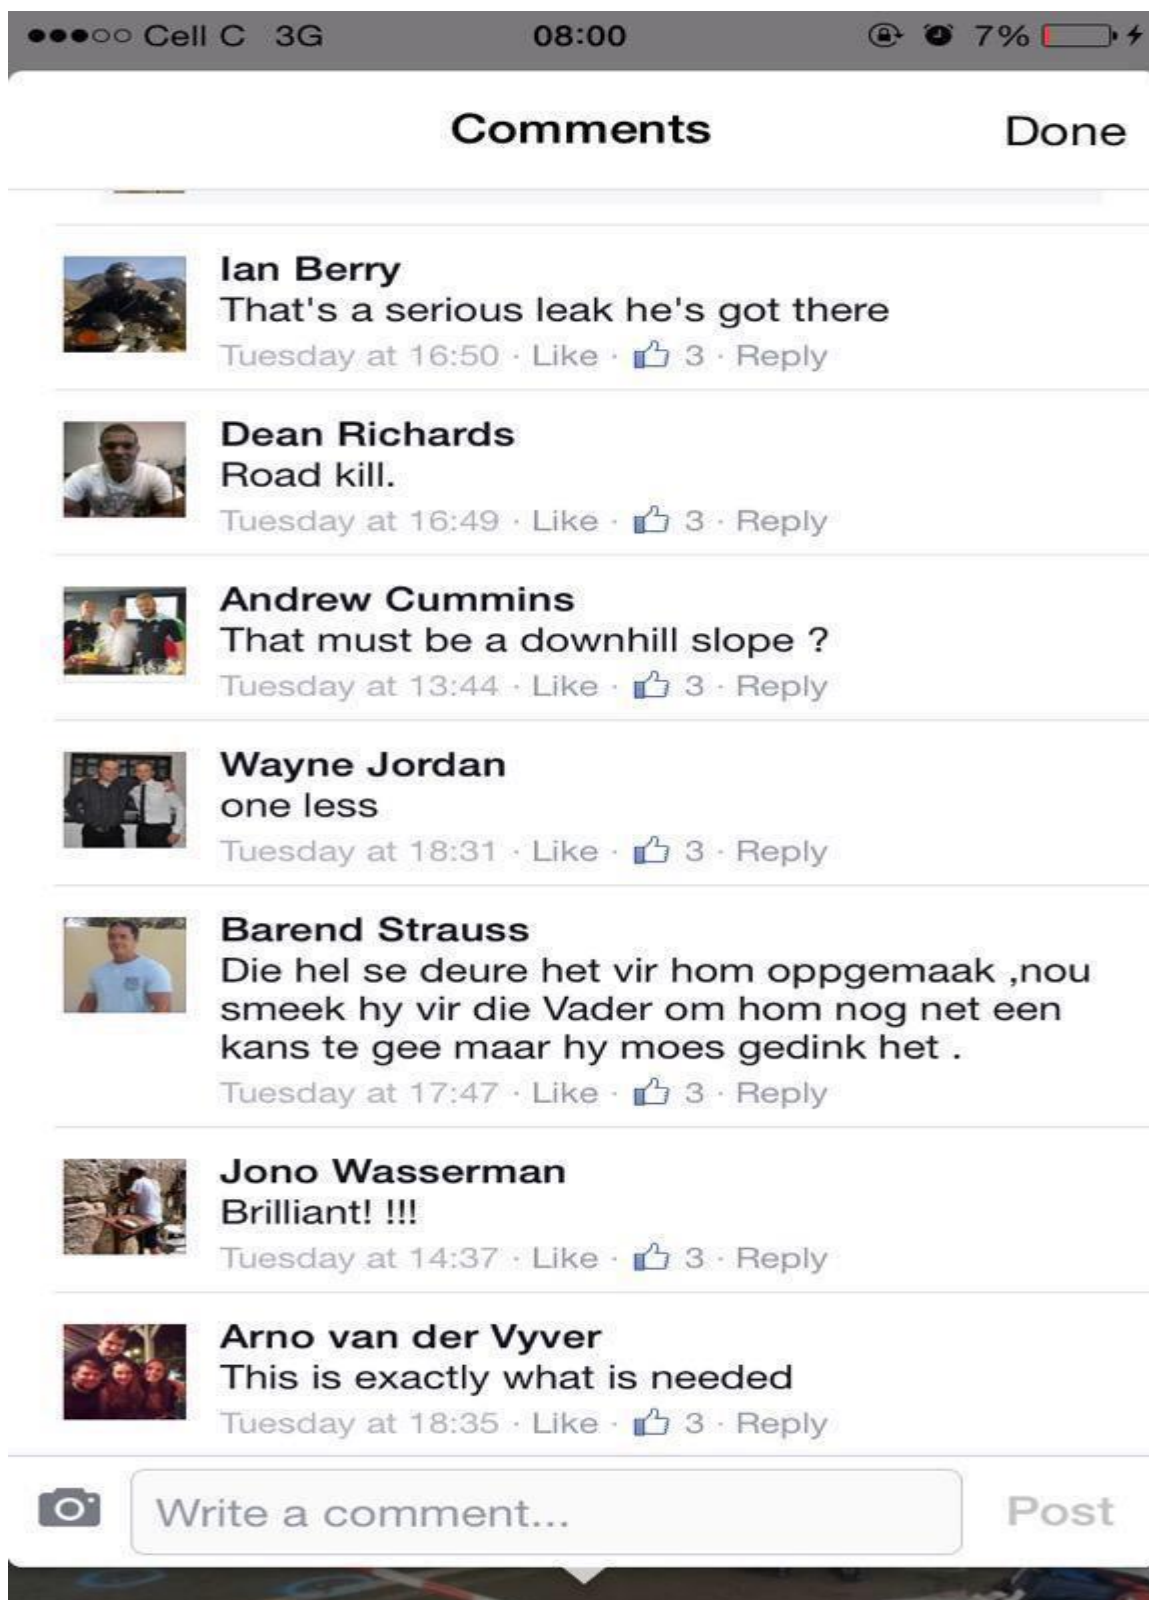 Cell C 3G 08:00 7%
Comments Done
Ian Berry
That's a serious leak he's got there
Tuesday at 16:50 · Like · 3 · Reply
Dean Richards
Road kill.
Tuesday at 16:49 · Like · 3 · Reply
Andrew Cummins
That must be a downhill slope ?
Tuesday at 13:44 · Like · 3 · Reply
Wayne Jordan
one less
Tuesday at 18:31 · Like · 3 · Reply
Barend Strauss
Die hel se deure het vir hom oppgemaak ,nou
smeek hy vir die Vader om hom nog net een
kans te gee maar hy moes gedink het .
Tuesday at 17:47 · Like · 3 · Reply
Jono Wasserman
Brilliant! !!!
Tuesday at 14:37 · Like · 3 · Reply
Arno van der Vyver
This is exactly what is needed
Tuesday at 18:35 · Like · 3 · Reply
Write a comment... Post